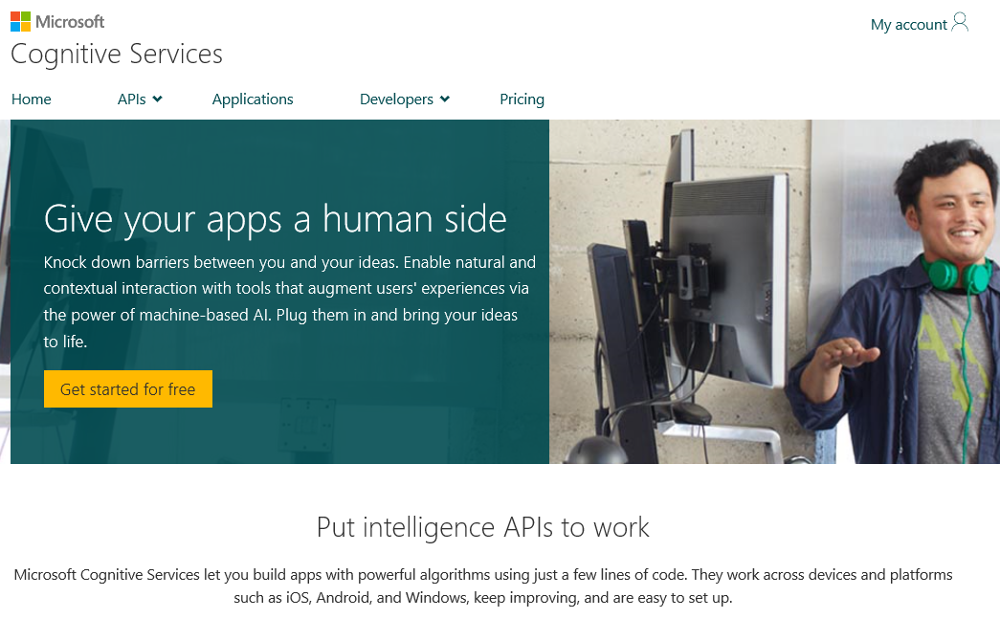 Microsoft
My account
Cognitive Services
Home APIs Applications Developers Pricing
Give your apps a human side
Knock down barriers between you and your ideas. Enable natural and
contextual interaction with tools that augment users' experiences via
the power of machine-based AI. Plug them in and bring your ideas
to life.
Get started for free
Put intelligence APIs to work
Microsoft Cognitive Services let you build apps with powerful algorithms using just a few lines of code. They work across devices and platforms
such as iOS, Android, and Windows, keep improving, and are easy to set up.